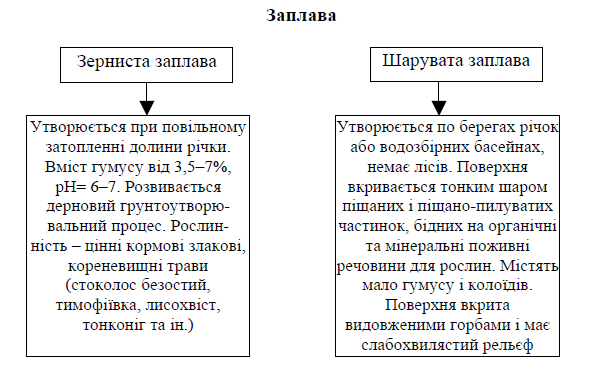 Заплава
Зерниста заплава
Шарувата заплава
Утворюється при повільному
затопленні долини річки.
Вміст гумусу від 3,5–7%,
pH= 6–7. Розвивається
дерновий грунтоутворю-
вальний процес. Рослин-
ність – цінні кормові злакові,
кореневищні трави
(стоколос безостий,
тимофіївка, лисохвіст,
тонконіг та ін.)
Утворюється по берегах річок
або водозбірних басейнах,
немає лісів. Поверхня
вкривається тонким шаром
піщаних і піщано-пилуватих
частинок, бідних на органічні
та мінеральні поживні
речовини для рослин. Містять
мало гумусу і колоїдів.
Поверхня вкрита
видовженими горбами і має
слабохвилястий рельєф